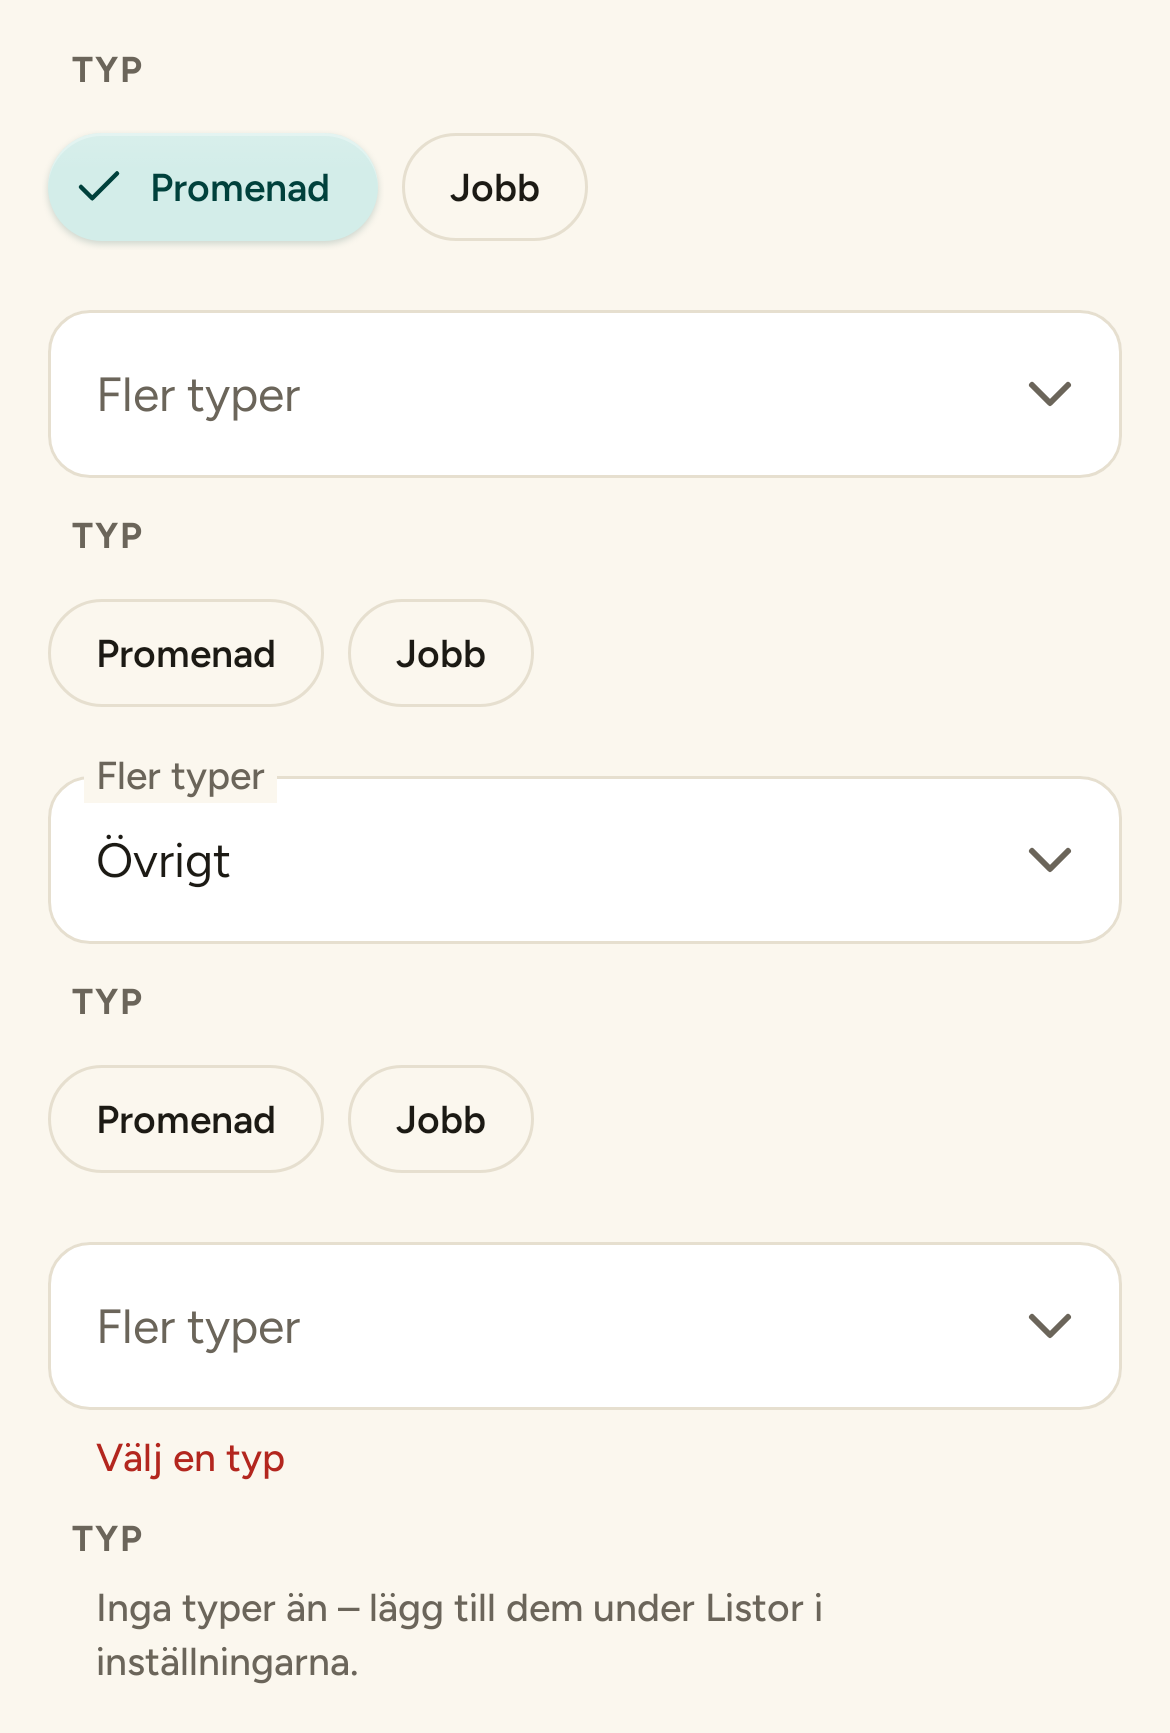 TYP
Promenad
Jobb
Fler typer
TYP
Promenad
Jobb
Fler typer
Övrigt
TYP
Promenad
Jobb
Fler typer
Välj en typ
TYP
Inga typer än – lägg till dem under Listor i
inställningarna.